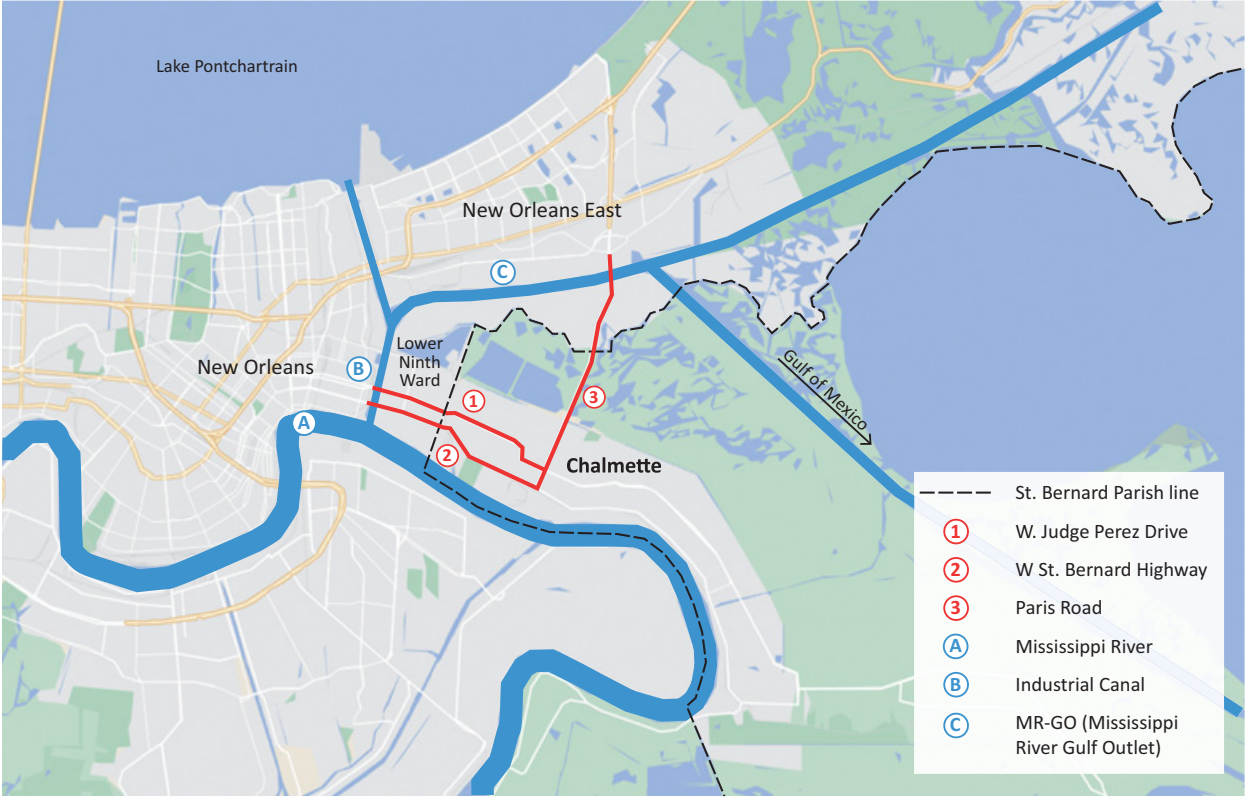 Lake Pontchartrain
New Orleans East
C
Lower
Ninth
Ward
New Orleans
B
1
3
Gulf of Mexico
A
2
Chalmette
St. Bernard Parish line
1 W. Judge Perez Drive
2 W St. Bernard Highway
3 Paris Road
A Mississippi River
B Industrial Canal
C MR-GO (Mississippi
River Gulf Outlet)